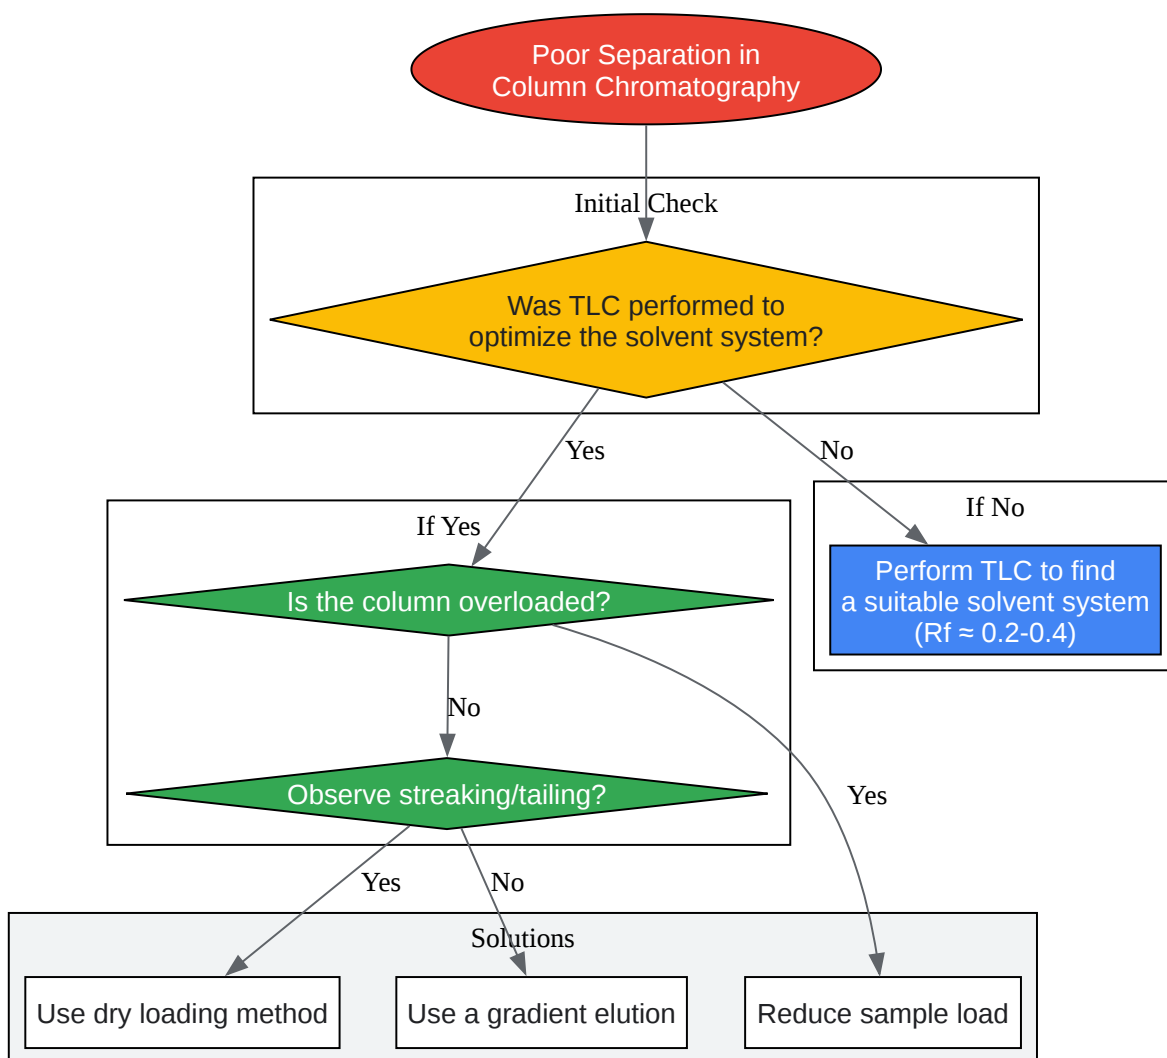 Poor Separation in
Column Chromatography
Initial Check
Was TLC performed to
optimize the solvent system?
Yes
No
If Yes
If No
Is the column overloaded?
Perform TLC to find
a suitable solvent system
(Rf ≈ 0.2-0.4)
No
Observe streaking/tailing?
Yes
Yes
No
Solutions
Use dry loading method
Use a gradient elution
Reduce sample load